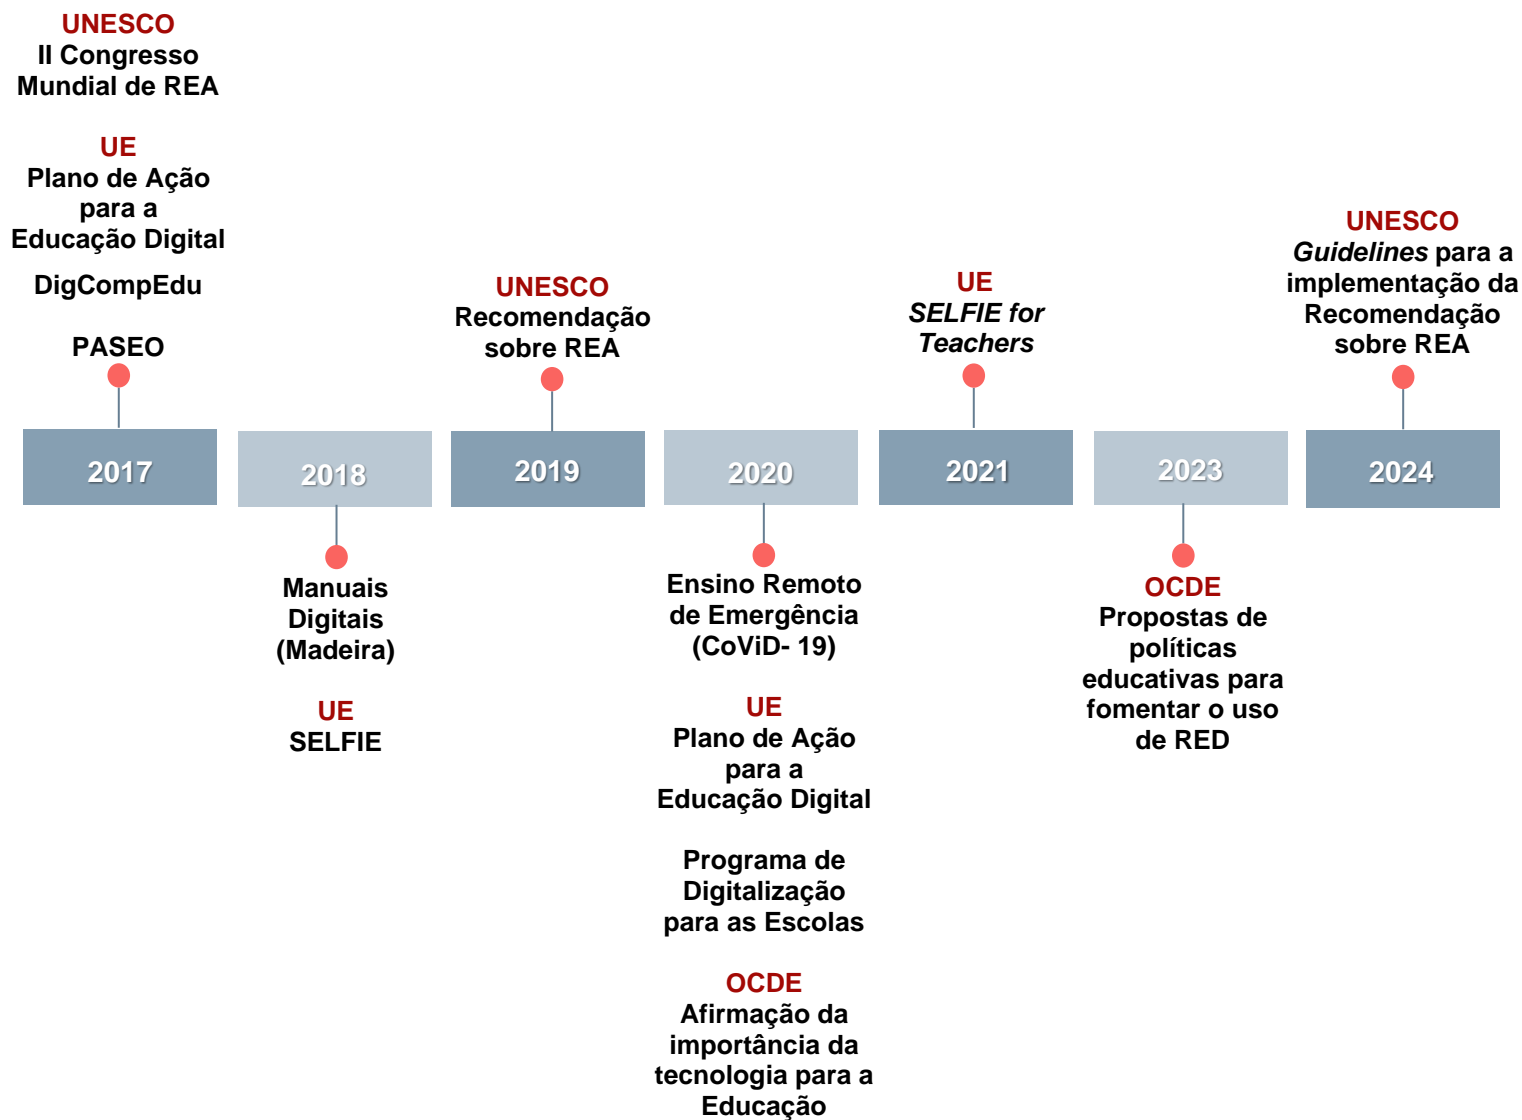 UNESCO
II Congresso
Mundial de REA
UE
Plano de Ação
para a
Educação Digital
DigCompEdu
PASEO
2017
2018
Manuais
Digitais
(Madeira)
UE
SELFIE
UNESCO
Recomendação
sobre REA
2019
2020
Ensino Remoto
de Emergência
(CoViD- 19)
UE
Plano de Ação
para a
Educação Digital
Programa de
Digitalização
para as Escolas
OCDE
Afirmação da
importância da
tecnologia para a
Educação
UE
SELFIE for
Teachers
2021
2023
OCDE
Propostas de
políticas
educativas para
fomentar o uso
de RED
UNESCO
Guidelines para a
implementação da
Recomendação
sobre REA
2024